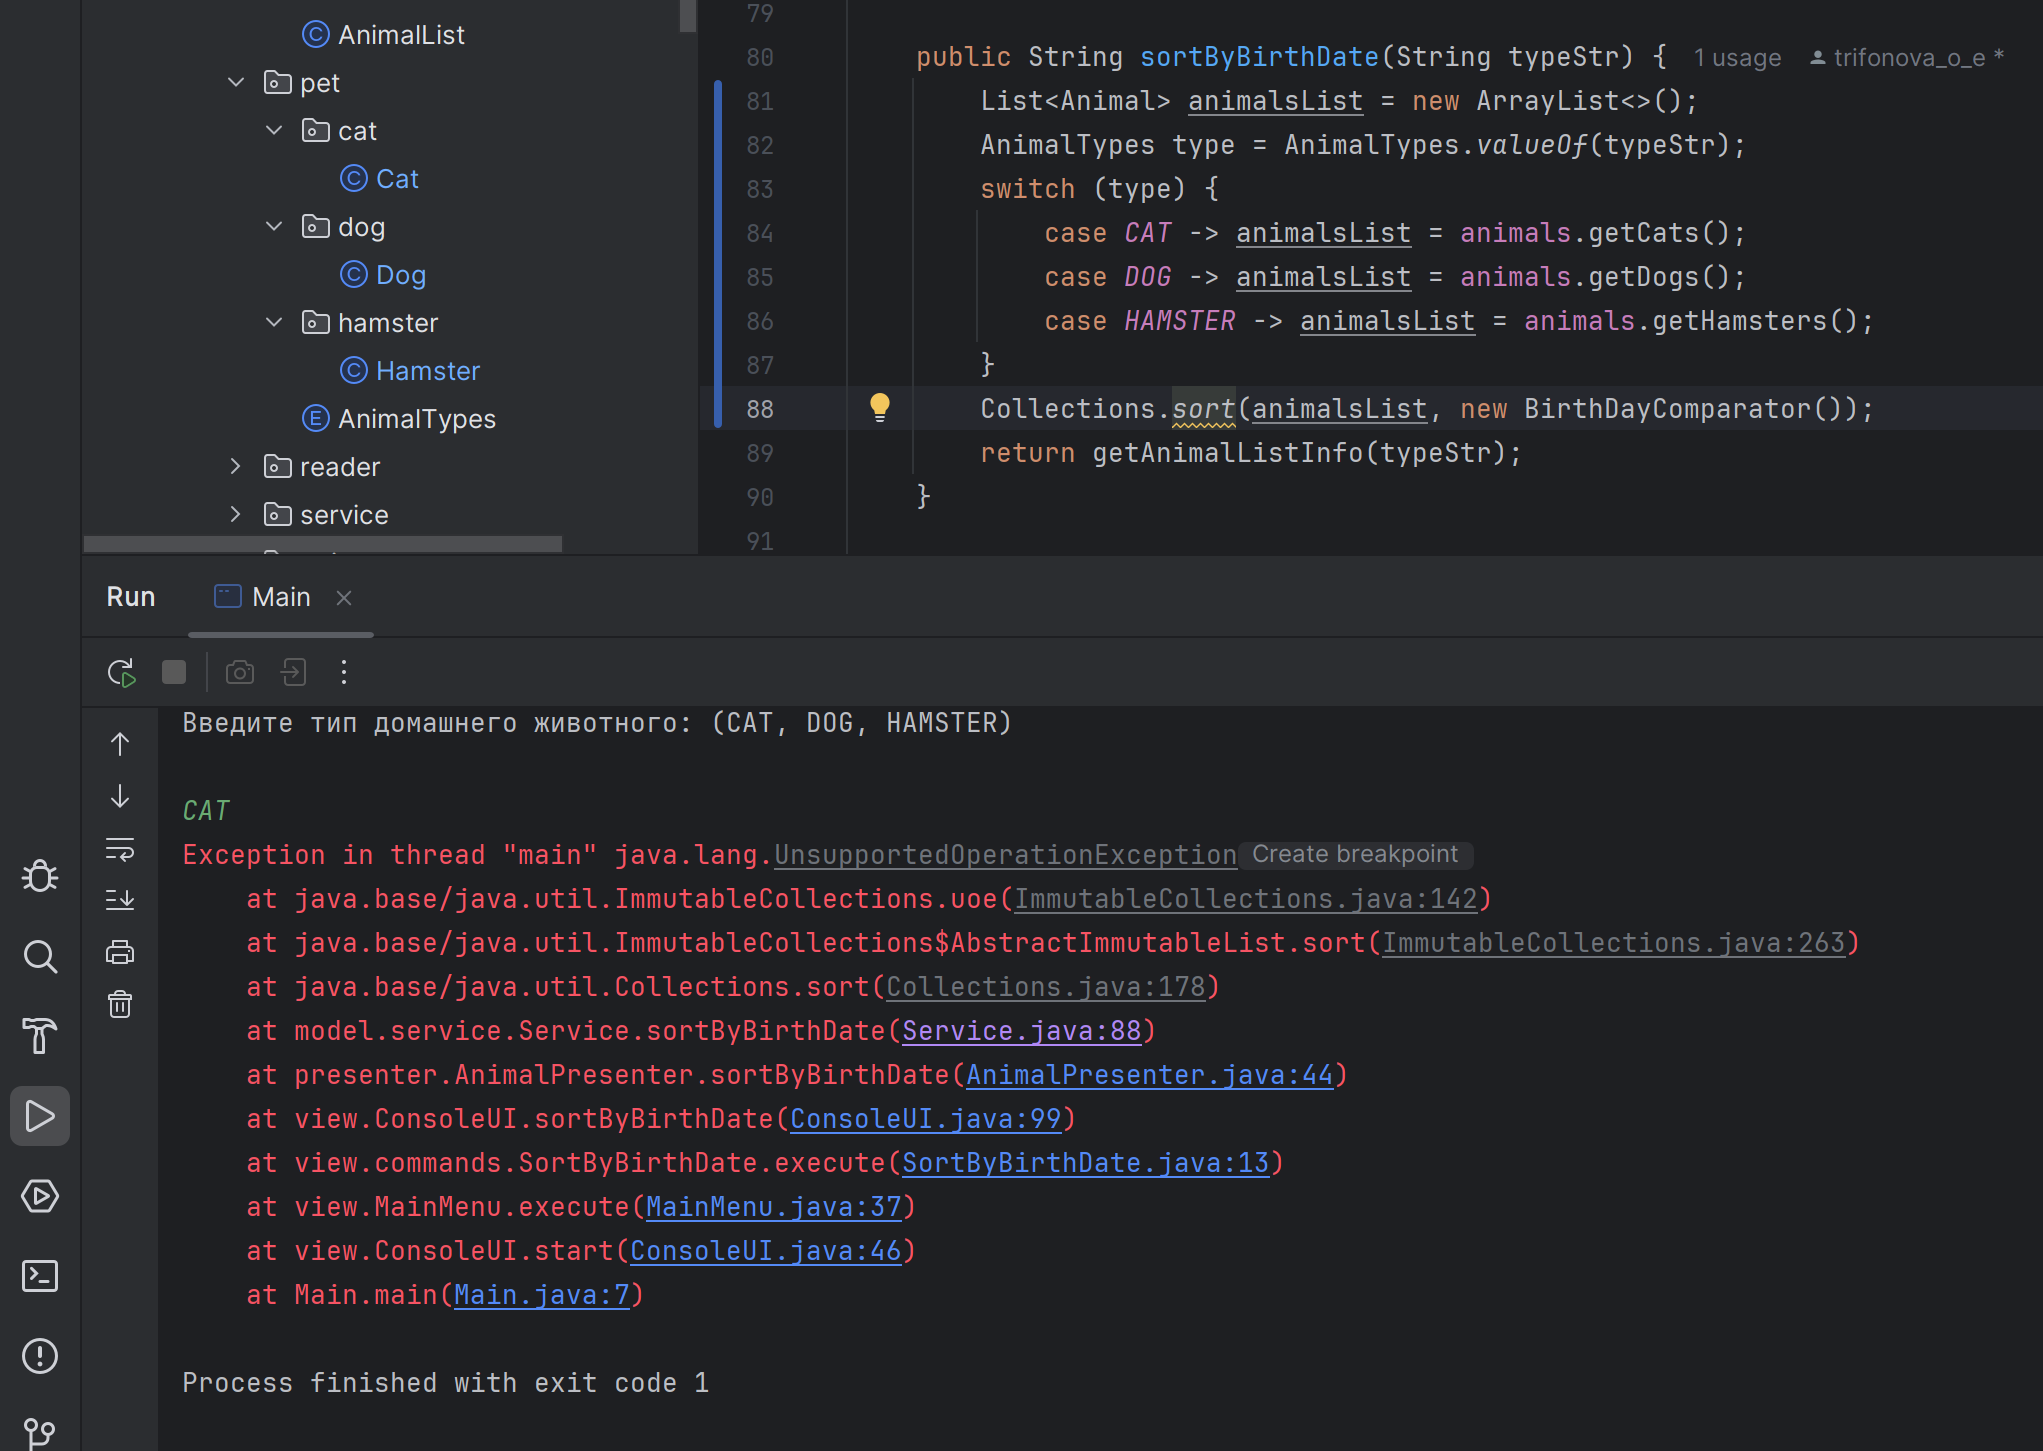 AnimalList
pet
cat
Cat
dog
Dog
hamster
Hamster
AnimalTypes
reader
service
79
80 public String sortByBirthDate(String typeStr) { 1 usage trifonova_o_e *
81 List<Animal> animalsList = new ArrayList<>();
82 AnimalTypes type = AnimalTypes.valueOf(typeStr);
83 switch (type) {
84 case CAT -> animalsList = animals.getCats();
85 case DOG -> animalsList = animals.getDogs();
86 case HAMSTER -> animalsList = animals.getHamsters();
87 }
88 Collections.sort(animalsList, new BirthDayComparator());
89 return getAnimalListInfo(typeStr);
90 }
91
Run Main
Введите тип домашнего животного: (CAT, DOG, HAMSTER)
CAT
Exception in thread "main" java.lang.UnsupportedOperationException Create breakpoint
at java.base/java.util.ImmutableCollections.uoe(ImmutableCollections.java:142)
at java.base/java.util.ImmutableCollections$AbstractImmutableList.sort(ImmutableCollections.java:263)
at java.base/java.util.Collections.sort(Collections.java:178)
at model.service.Service.sortByBirthDate(Service.java:88)
at presenter.AnimalPresenter.sortByBirthDate(AnimalPresenter.java:44)
at view.ConsoleUI.sortByBirthDate(ConsoleUI.java:99)
at view.commands.SortByBirthDate.execute(SortByBirthDate.java:13)
at view.MainMenu.execute(MainMenu.java:37)
at view.ConsoleUI.start(ConsoleUI.java:46)
at Main.main(Main.java:7)
Process finished with exit code 1